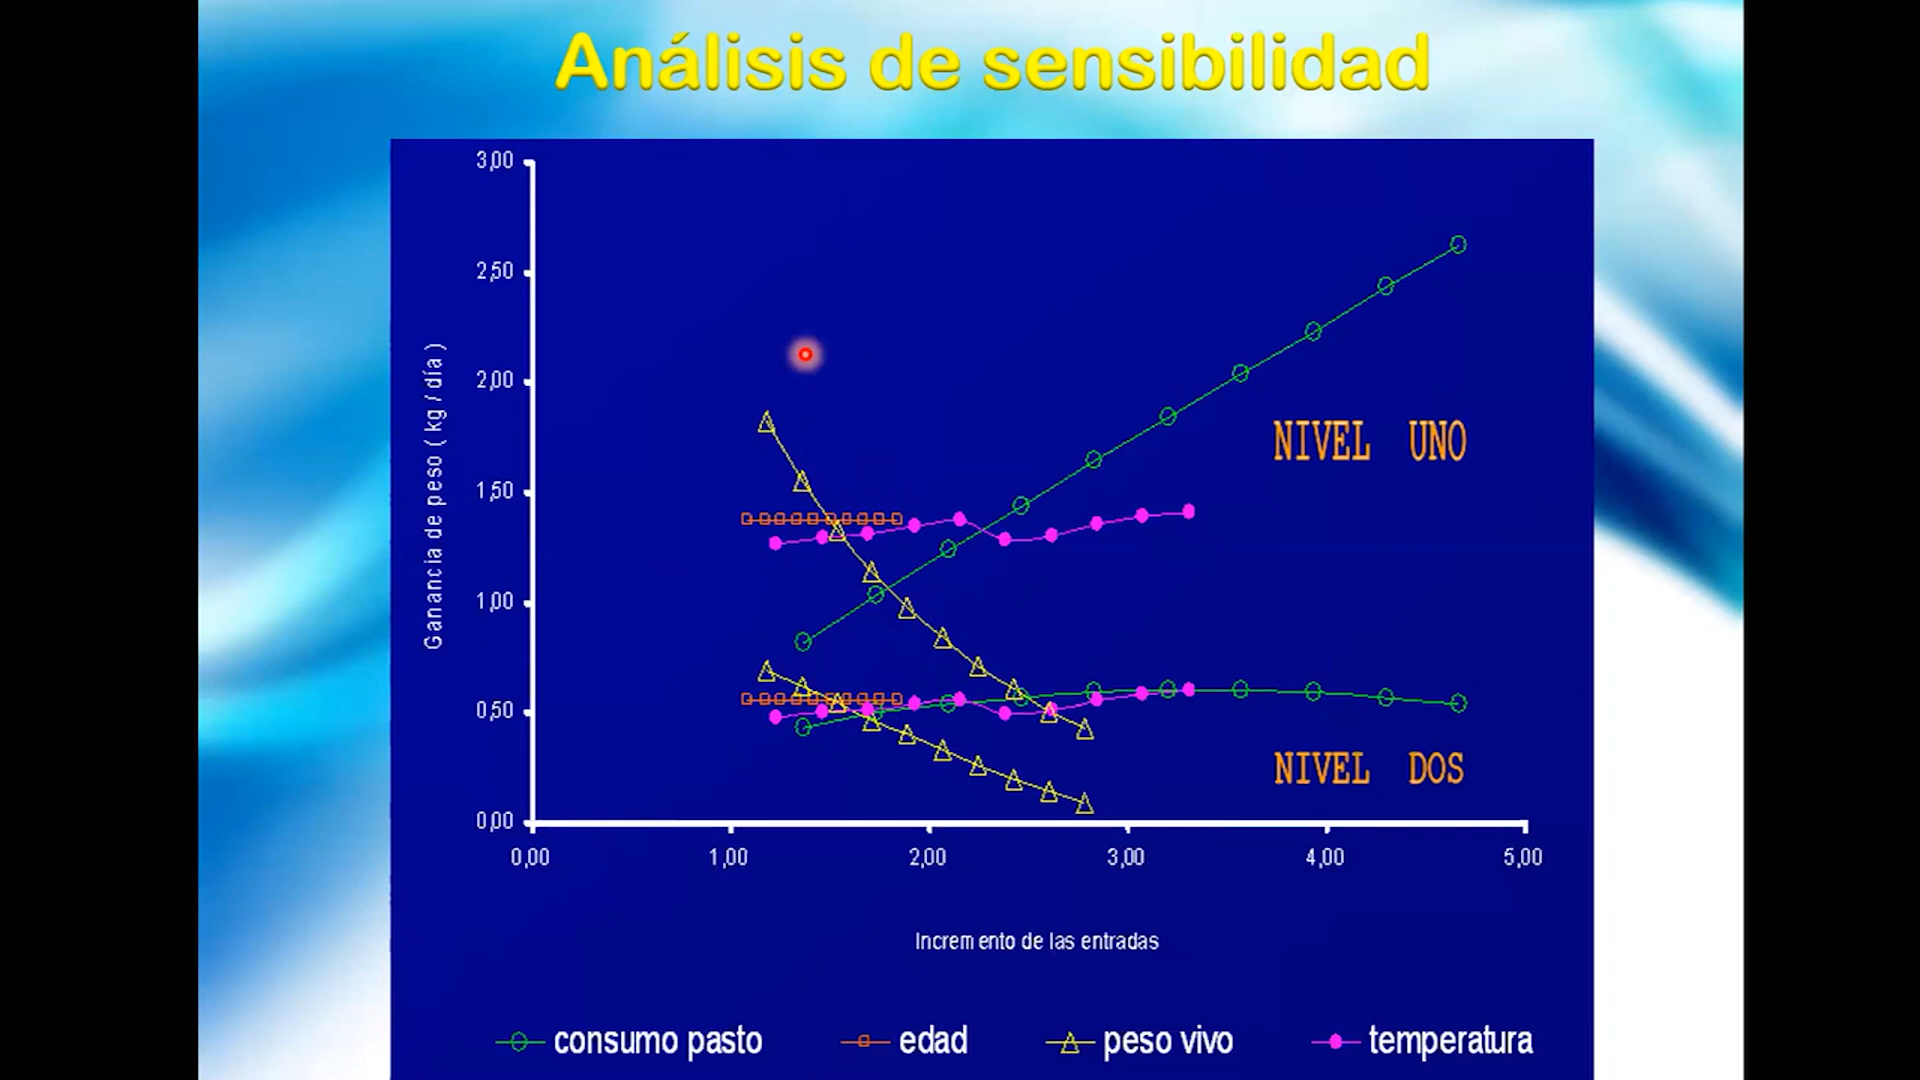 Análisis de sensibilidad
3,00
2,50
2,00
1,50
1,00
0,50
0,00
Ganancia de peso ( kg / día )
NIVEL UNO
NIVEL DOS
0,00 1,00 2,00 3,00 4,00 5,00
Incremento de las entradas
consumo pasto edad peso vivo temperatura